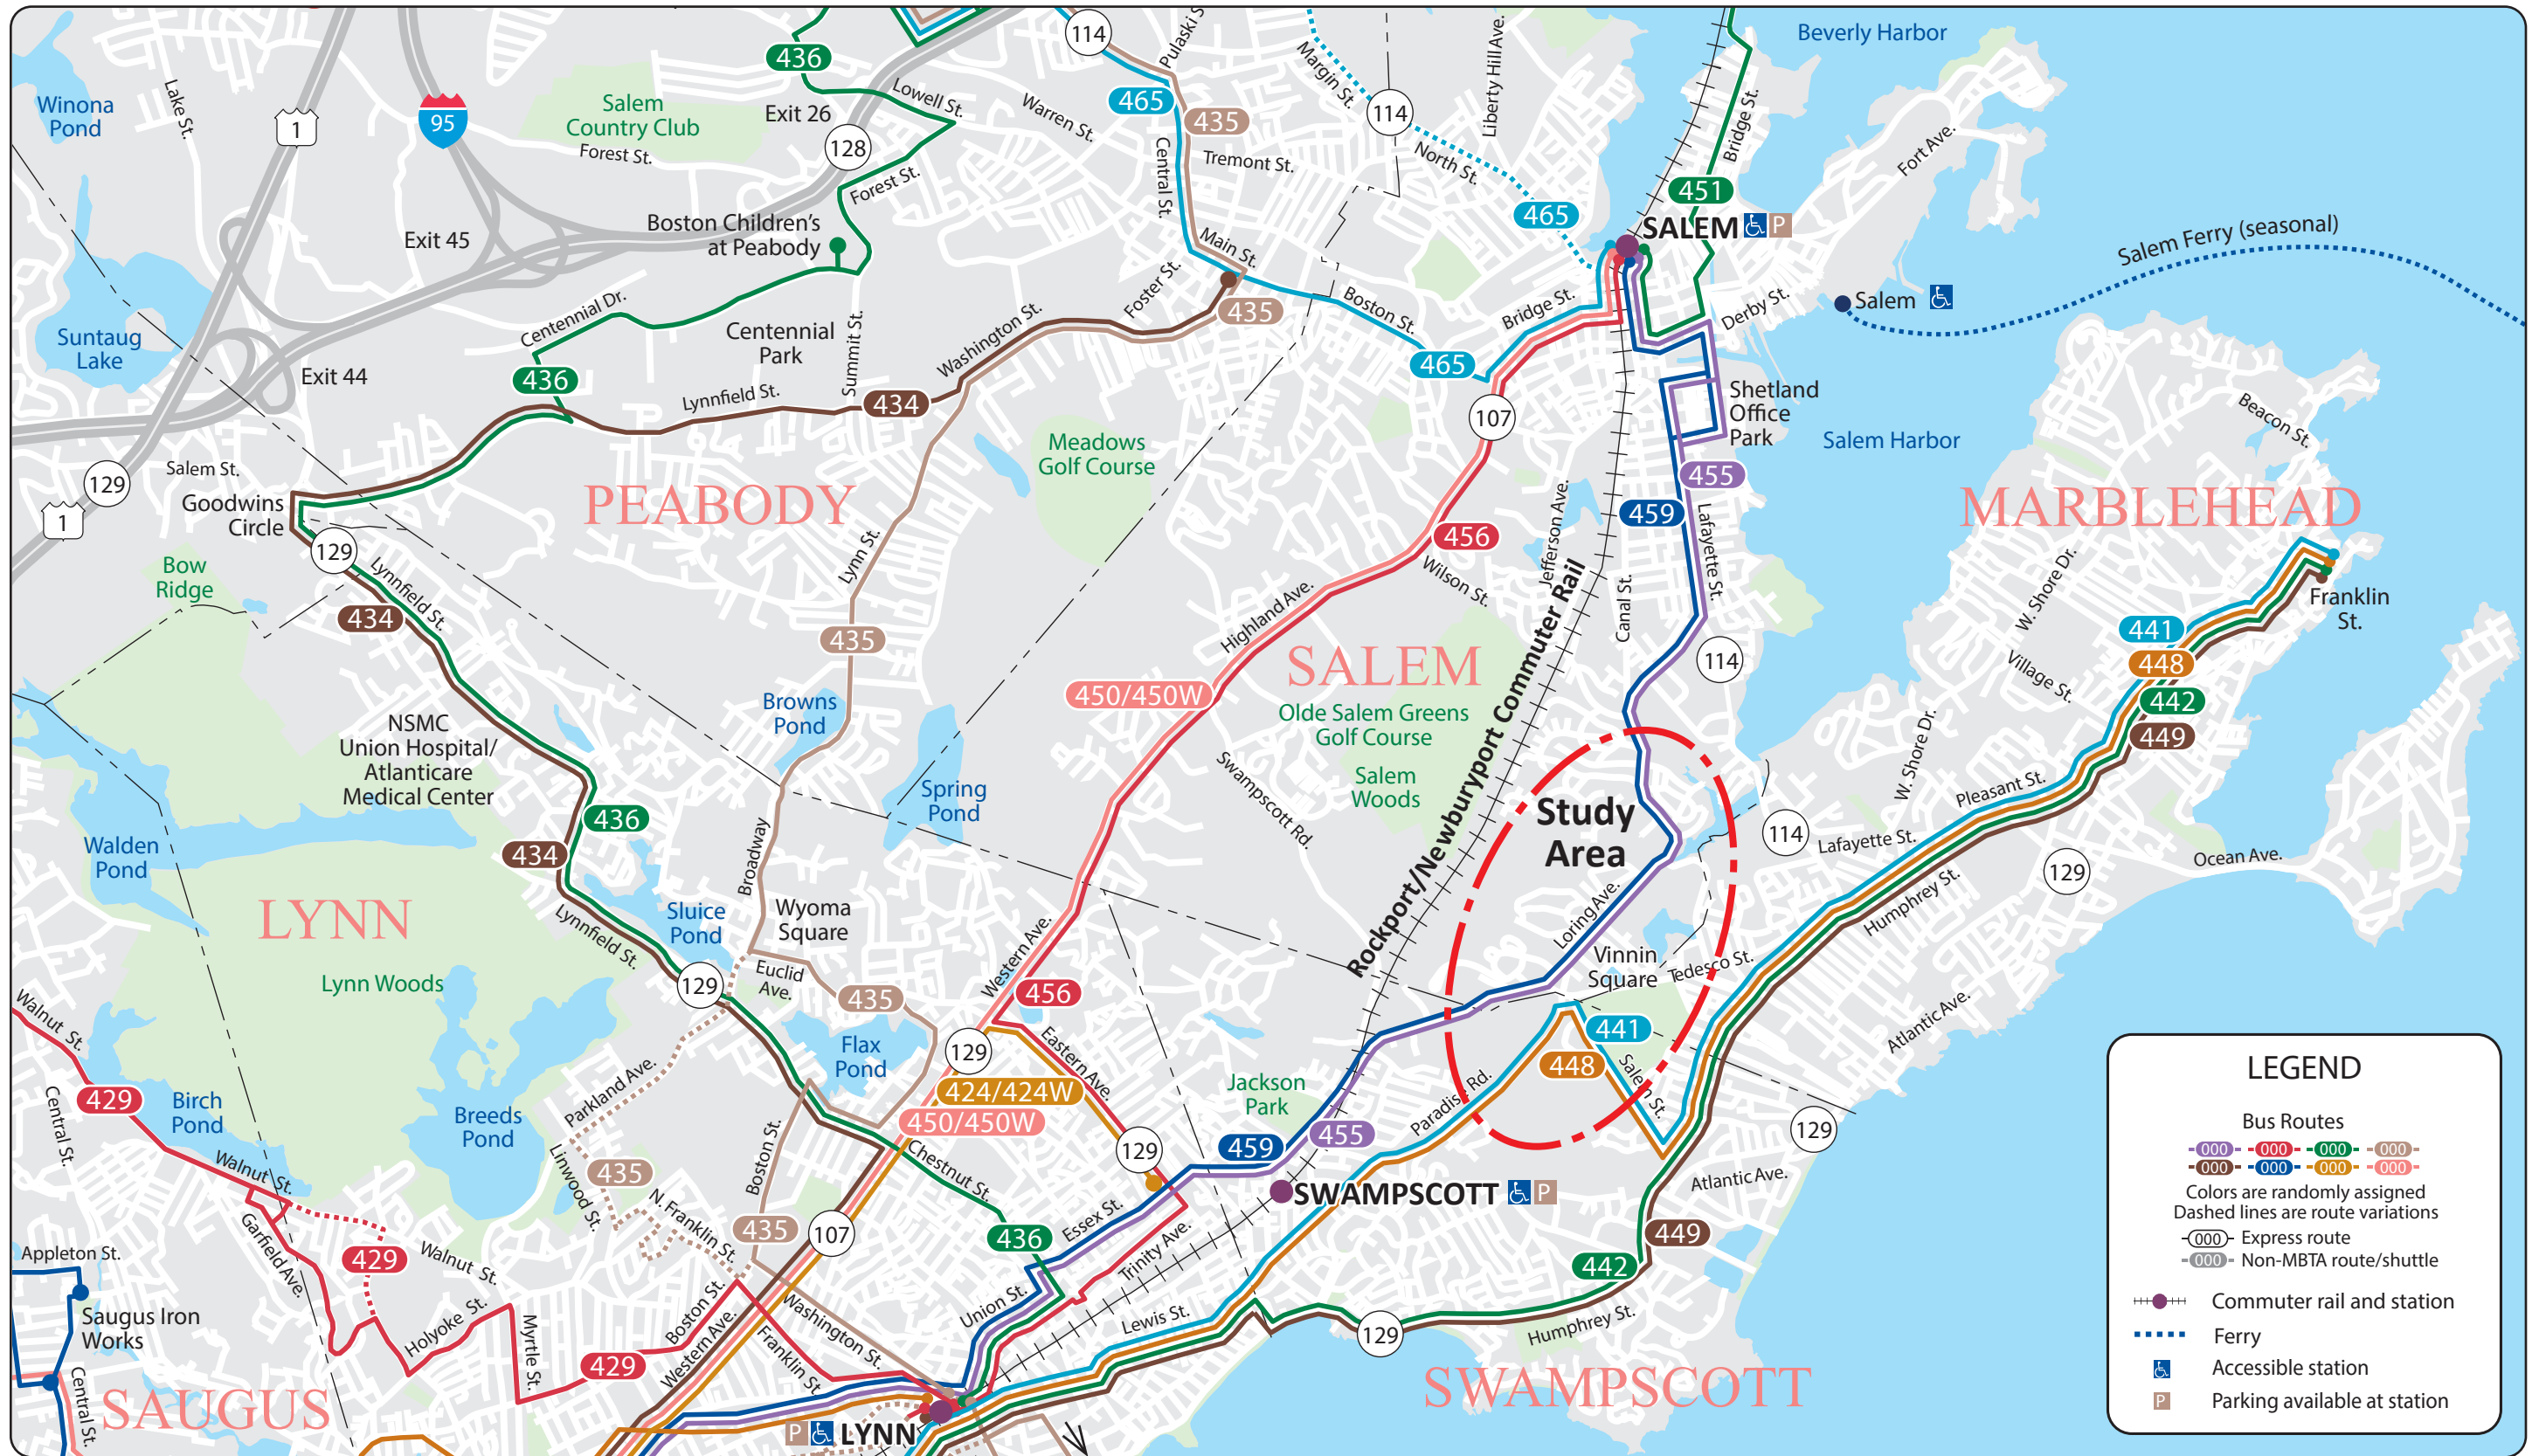 114
Pulaski S
Margin St.
Liberty Hill Ave.
Beverly Harbor
436
Winona
Pond
Lake St.
1
95
Salem
Country Club
Forest St.
Exit 26
128
Lowell St.
Warren St.
465
435
Central St.
Tremont St.
114
North St.
Bridge St.
Fort Ave.
Forest St.
451
465
SALEM
P
Salem Ferry (seasonal)
Exit 45
Boston Children's
at Peabody
Main St.
Foster St.
435
Boston St.
Bridge St.
Derby St.
Salem
Suntaug
Lake
Centennial Dr.
Centennial
Park
Summit St.
Washington St.
Exit 44
436
Lynnfield St.
434
465
107
Shetland
Office
Park
Salem Harbor
Beacon St.
Meadows
Golf Course
129
Salem St.
1
Goodwins
Circle
PEABODY
455
459
456
Jefferson Ave.
Lafayette St.
MARBLEHEAD
129
Lynnfield St.
Lynn St.
Bow
Ridge
434
435
Wilson St.
Highland Ave.
Canal St.
W. Shore Dr.
Franklin
St.
441
448
442
449
Village St.
SALEM
114
450/450W
Browns
Pond
Olde Salem Greens
Golf Course
Salem
Woods
Swampscott Rd.
Rockport/Newburyport Commuter Rail
NSMC
Union Hospital/
Atlanticare
Medical Center
Spring
Pond
W. Shore Dr.
Pleasant St.
Study
Area
436
434
Walden
Pond
Broadway
114
Lafayette St.
129
Ocean Ave.
LYNN
Lynnfield St.
Sluice
Pond
Wyoma
Square
Humphrey St.
Loring Ave.
Vinnin
Square
Tedesco St.
Lynn Woods
129
Euclid
Ave.
435
Western Ave.
456
Walnut St.
129
Flax
Pond
Eastern Ave.
441
448
Salem St.
Atlantic Ave.
424/424W
450/450W
Jackson
Park
Paradise Rd.
429
Central St.
Birch
Pond
Breeds
Pond
Parkland Ave.
Boston St.
129
459
455
129
Walnut St.
435
Linwood St.
N. Franklin St.
Chestnut St.
SWAMPSCOTT
P
Atlantic Ave.
Essex St.
Garfield Ave.
435
107
436
449
Appleton St.
429
Walnut St.
Trinity Ave.
442
Saugus Iron
Works
Holyoke St.
Boston St.
Washington St.
Union St.
Lewis St.
129
Humphrey St.
Myrtle St.
429
Western Ave.
Franklin St.
Central St.
SAUGUS
P
LYNN
SWAMPSCOTT
LEGEND
Bus Routes
000 000 000 000
000 000 000 000
Colors are randomly assigned
Dashed lines are route variations
000 Express route
000 Non-MBTA route/shuttle
Commuter rail and station
Ferry
Accessible station
P Parking available at station